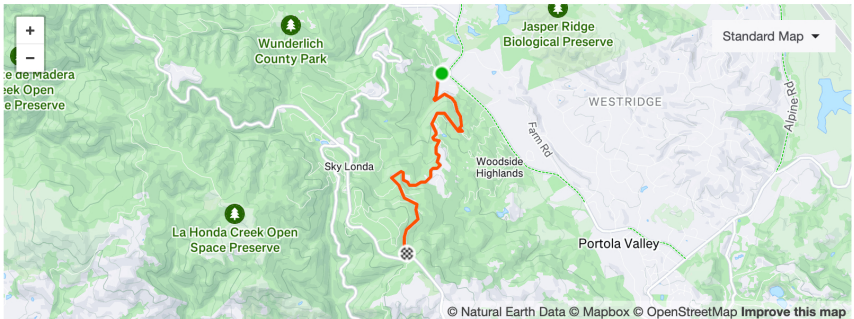 +
−
Wunderlich
County Park
Jasper Ridge
Biological Preserve
Standard Map
te de Madera
eek Open
e Preserve
WESTRIDGE
Alpine Rd
Farm Rd
Sky Londa
Woodside
Highlands
La Honda Creek Open
Space Preserve
Portola Valley
© Natural Earth Data © Mapbox © OpenStreetMap Improve this map